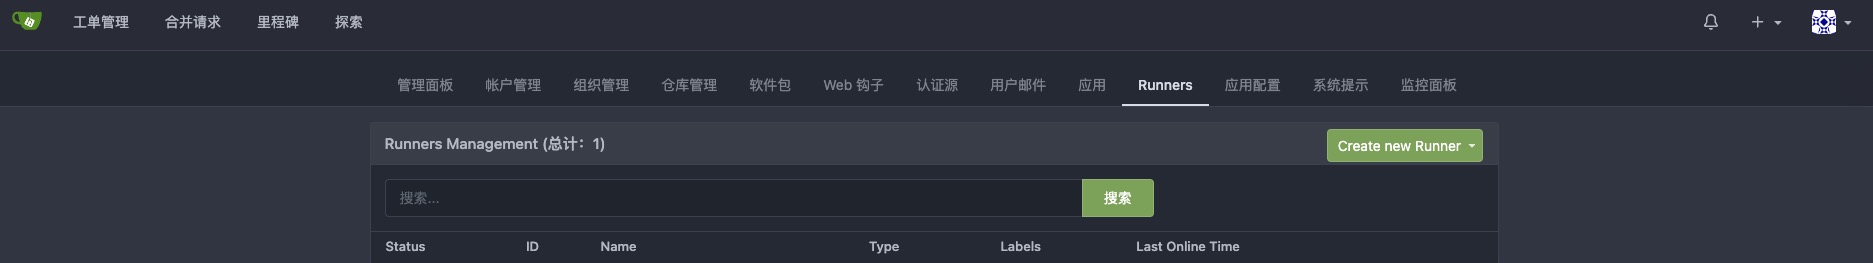 工单管理 合并请求 里程碑 探索
管理面板 帐户管理 组织管理 仓库管理 软件包 Web 钩子 认证源 用户邮件 应用 Runners 应用配置 系统提示 监控面板
Runners Management (总计：1) Create new Runner
搜索... 搜索
Status ID Name Type Labels Last Online Time